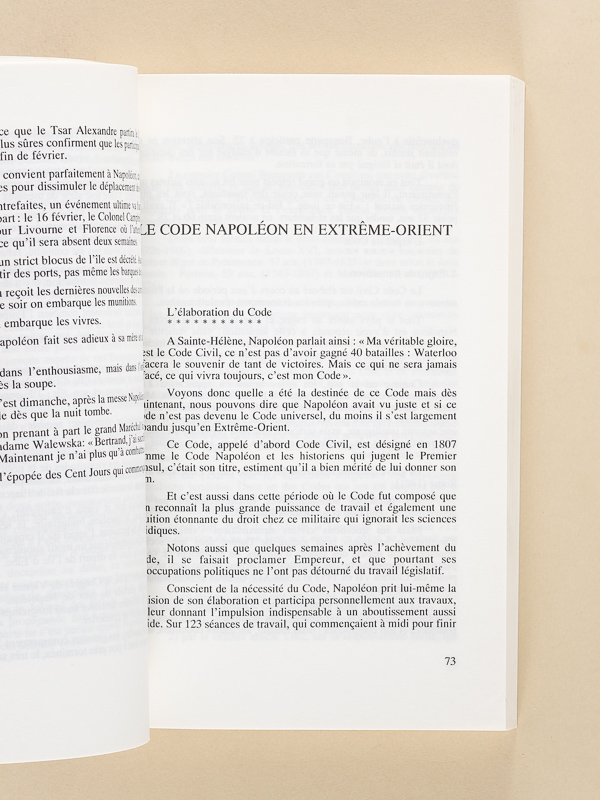 ce que le Tsar Alexandre partira
plus sûres confirment que les
fin de février.
convient parfaitement à Napoléon,
es pour dissimuler le déplacement
ntrefaites, un événement ultime va
part : le 16 février, le Colonel
our Livourne et Florence où
ce qu'il sera absent deux semaines
un strict blocus de l'île est décrété.
tir des ports, pas même les barques
reçoit les dernières nouvelles des
e soir on embarque les munitions.
embarque les vivres.
apoléon fait ses adieux à sa mère
dans l'enthousiasme, mais dans
ès la soupe.
'est dimanche, après la messe
le dès que la nuit tombe.
on prenant à part le grand Maréchal
adame Walewska: « Bertrand, j'ai
Maintenant je n'ai plus qu'à
l'épopée des Cent Jours qui
LE CODE NAPOLÉON EN EXTRÊME-ORIENT
L'élaboration du Code
* * * * * * * * * * *
A Sainte-Hélène, Napoléon parlait ainsi : « Ma véritable gloire,
est le Code Civil, ce n'est pas d'avoir gagné 40 batailles : Waterloo
facera le souvenir de tant de victoires. Mais ce qui ne sera jamais
facé, ce qui vivra toujours, c'est mon Code ».
Voyons donc quelle a été la destinée de ce Code mais dès
aintenant, nous pouvons dire que Napoléon avait vu juste et si ce
ode n'est pas devenu le Code universel, du moins il s'est largement
pandu jusqu'en Extrême-Orient.
Ce Code, appelé d'abord Code Civil, est désigné en 1807
mme le Code Napoléon et les historiens qui jugent le Premier
nsul, c'était son titre, estiment qu'il a bien mérité de lui donner son
m.
Et c'est aussi dans cette période où le Code fut composé que
n reconnaît la plus grande puissance de travail et également une
uition étonnante du droit chez ce militaire qui ignorait les sciences
idiques.
Notons aussi que quelques semaines après l'achèvement du
de, il se faisait proclamer Empereur, et que pourtant ses
occupations politiques ne l'ont pas détourné du travail législatif.
Conscient de la nécessité du Code, Napoléon prit lui-même la
ision de son élaboration et participa personnellement aux travaux,
leur donnant l'impulsion indispensable à un aboutissement aussi
ide. Sur 123 séances de travail, qui commençaient à midi pour finir
73